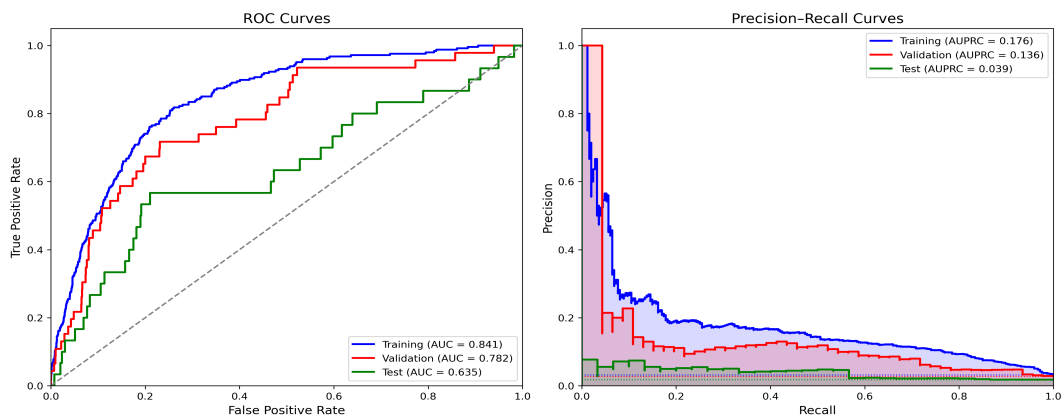 ROC Curves
True Positive Rate
1.0
0.8
0.6
0.4
0.2
0.0
Training (AUC = 0.841)
Validation (AUC = 0.782)
Test (AUC = 0.635)
0.0 0.2 0.4 0.6 0.8 1.0
False Positive Rate
Precision–Recall Curves
Precision
1.0
0.8
0.6
0.4
0.2
0.0
Training (AUPRC = 0.176)
Validation (AUPRC = 0.136)
Test (AUPRC = 0.039)
0.0 0.2 0.4 0.6 0.8 1.0
Recall